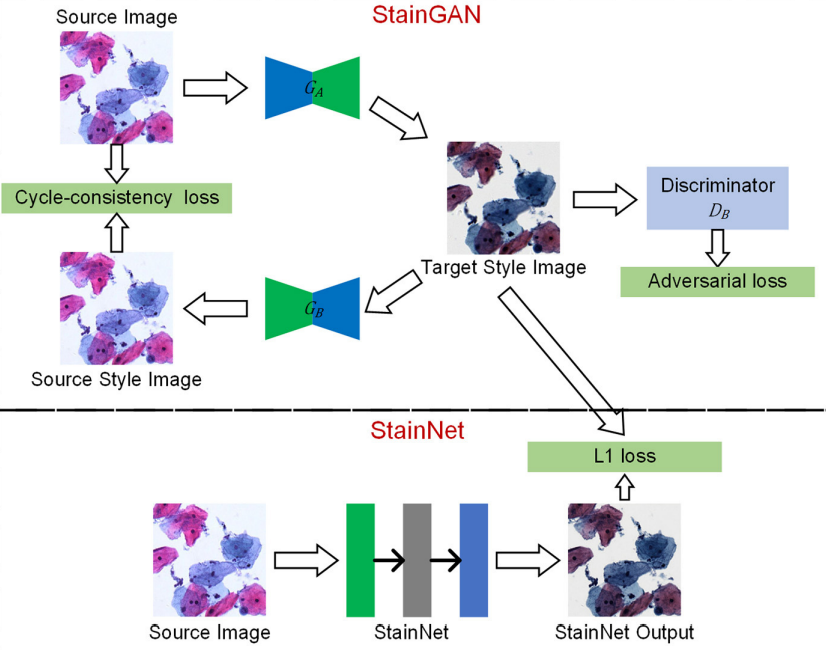 StainGAN
Source Image
G_A
Cycle-consistency loss
Discriminator
D_B
Target Style Image
Adversarial loss
G_B
Source Style Image
StainNet
L1 loss
Source Image
StainNet
StainNet Output